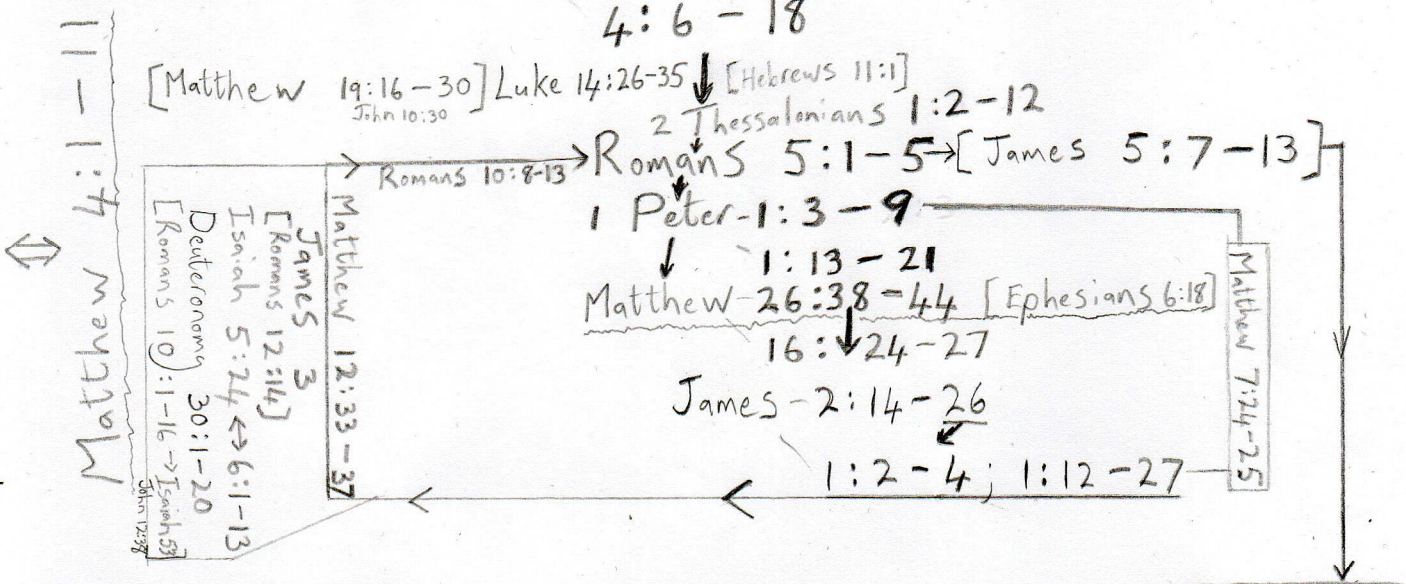 4:6-18
[Matthew 19:16-30] Luke 14:26-35 [Hebrews 11:1]
John 10:30
2 Thessalonians 1:2-12
Romans 10:8-13 → Romans 5:1-5 → [James 5:7-13]
1 Peter-1:3-9
1:13-21
Matthew-26:38-44 [Ephesians 6:18]
16:24-27
James-2:14-26
1:2-4; 1:12-27
Matthew 7:24-25
Matthew 12:33-37
James 3
[Romans 12:14]
Isaiah 5:24 ↔ 6:1-13
Deuteronomy 30:1-20
[Romans 10:1-16 → Isaiah 53]
John 12:38
Matthew 4:1-11
⇔